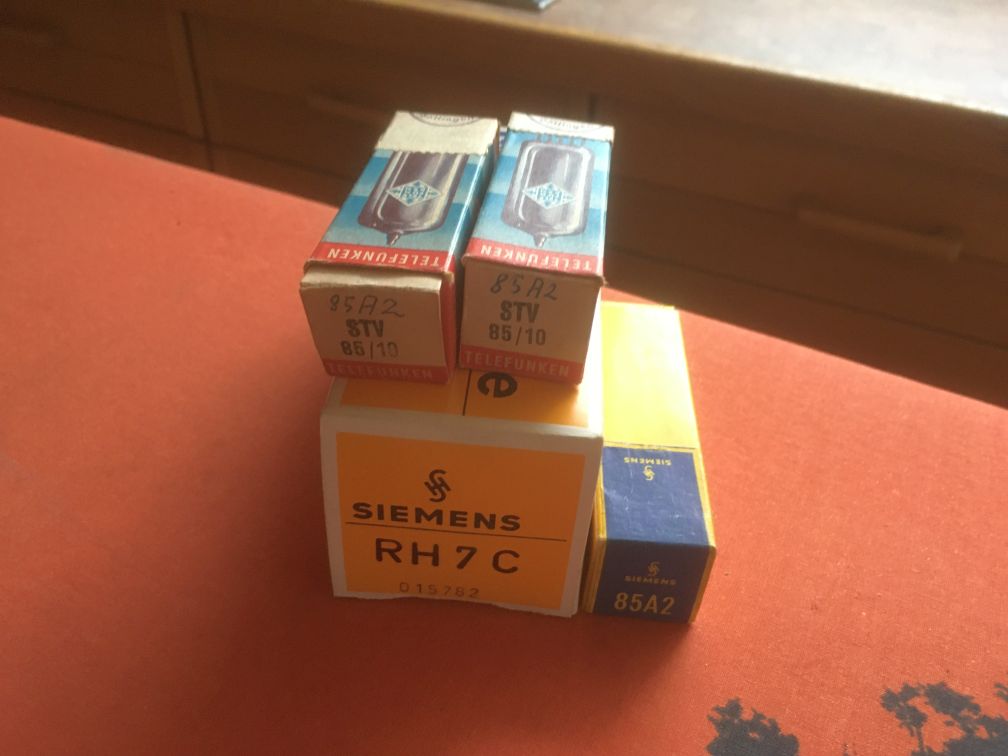 TELEFUNKEN
85A2
STV
85/10
TELEFUNKEN
TELEFUNKEN
85A2
STV
85/10
TELEFUNKEN
e
SIEMENS
RH7C
015782
SIEMENS
SIEMENS
85A2